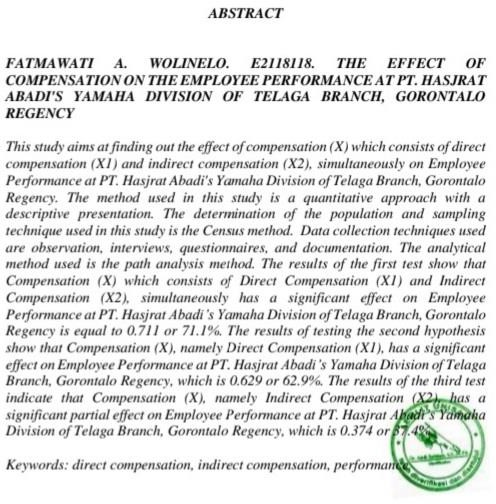 ABSTRACT
FATMAWATI A. WOLINELO. E2118118. THE EFFECT OF
COMPENSATION ON THE EMPLOYEE PERFORMANCE AT PT. HASJRAT
ABADI'S YAMAHA DIVISION OF TELAGA BRANCH, GORONTALO
REGENCY
This study aims at finding out the effect of compensation (X) which consists of direct
compensation (X1) and indirect compensation (X2), simultaneously on Employee
Performance at PT. Hasjrat Abadi's Yamaha Division of Telaga Branch, Gorontalo
Regency. The method used in this study is a quantitative approach with a
descriptive presentation. The determination of the population and sampling
technique used in this study is the Census method. Data collection techniques used
are observation, interviews, questionnaires, and documentation. The analytical
method used is the path analysis method. The results of the first test show that
Compensation (X) which consists of Direct Compensation (X1) and Indirect
Compensation (X2), simultaneously has a significant effect on Employee
Performance at PT. Hasjrat Abadi's Yamaha Division of Telaga Branch, Gorontalo
Regency is equal to 0.711 or 71.1%. The results of testing the second hypothesis
show that Compensation (X), namely Direct Compensation (X1), has a significant
effect on Employee Performance at PT. Hasjrat Abadi's Yamaha Division of Telaga
Branch, Gorontalo Regency, which is 0.629 or 62.9%. The results of the third test
indicate that Compensation (X), namely Indirect Compensation (X2), has a
significant partial effect on Employee Performance at PT. Hasjrat Abadi's Yamaha
Division of Telaga Branch, Gorontalo Regency, which is 0.374 or 37.4%.
Keywords: direct compensation, indirect compensation, performance